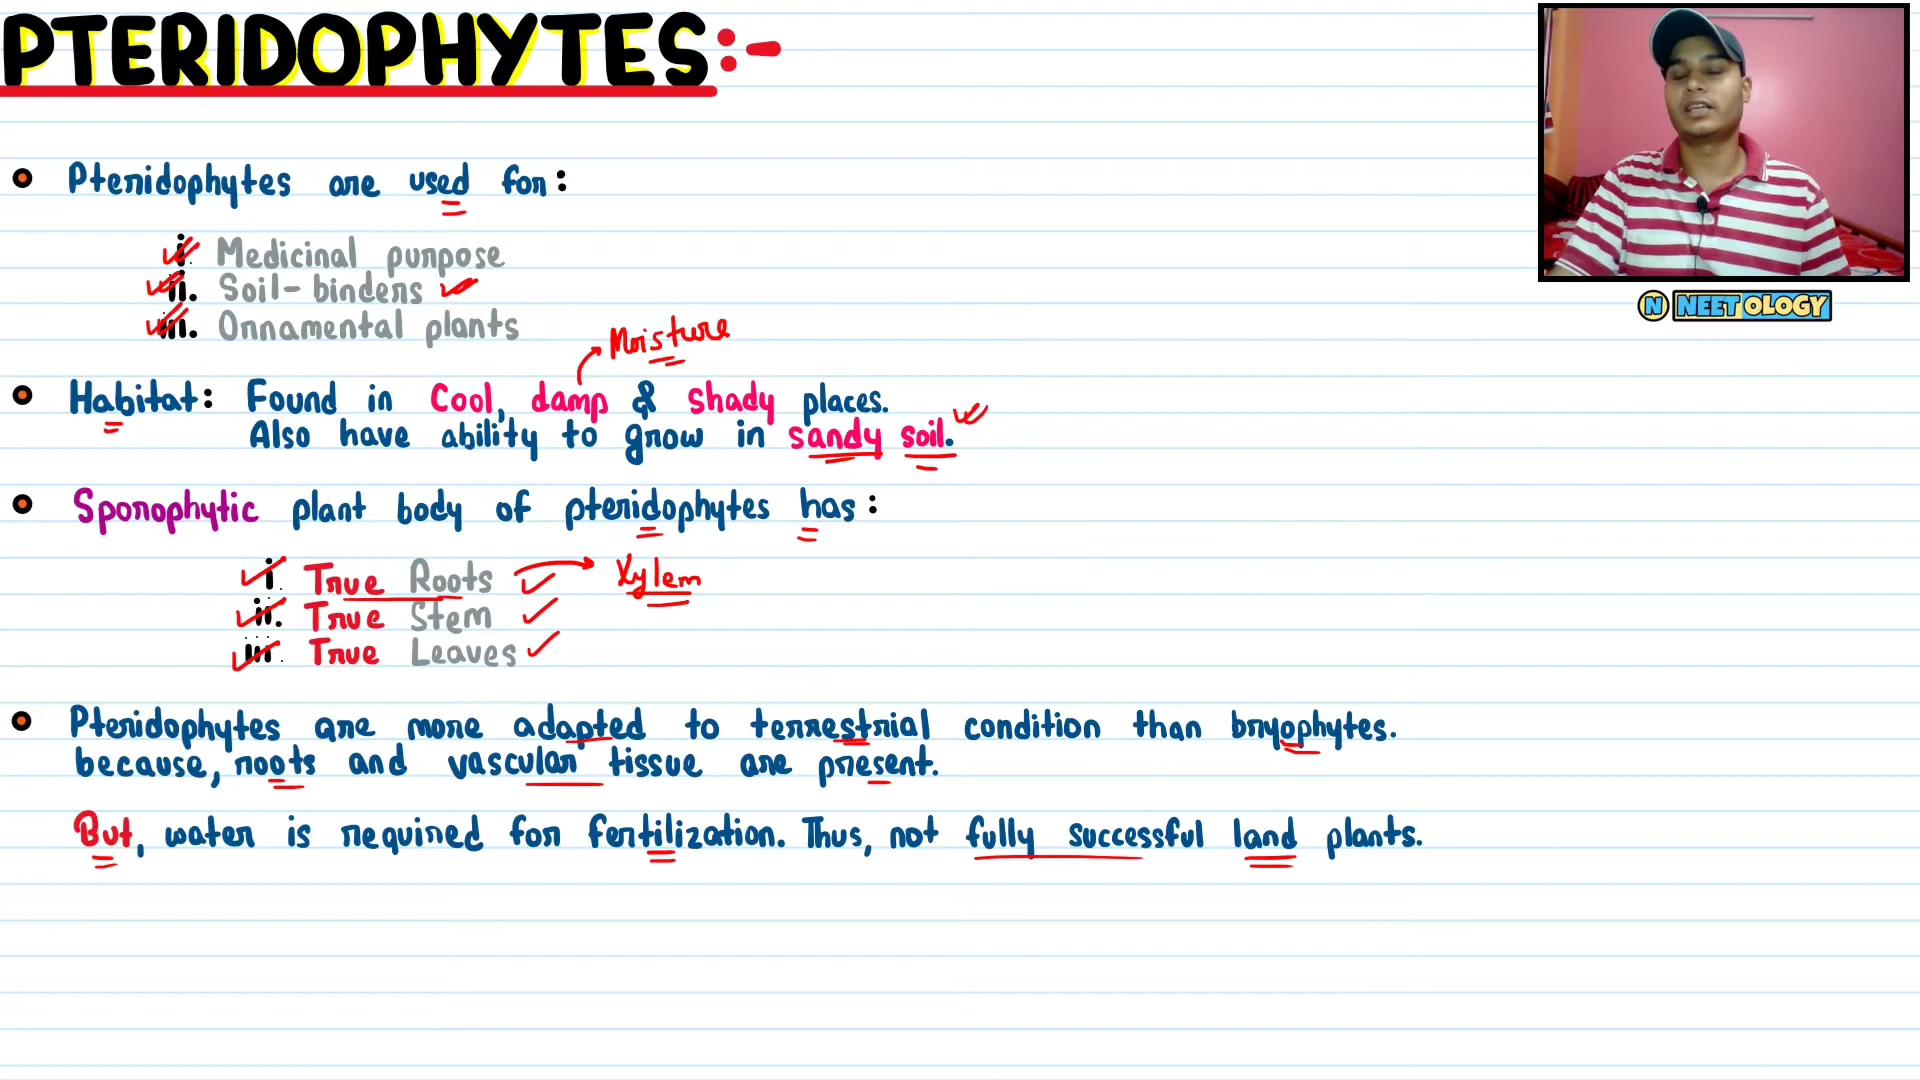 PTERIDOPHYTES:-
Pteridophytes are used for:
i. Medicinal purpose
ii. Soil-binders
iii. Ornamental plants
Moisture
Habitat: Found in Cool, damp & shady places.
Also have ability to grow in sandy soil.
Sporophytic plant body of pteridophytes has:
i. True Roots
Xylem
ii. True Stem
iii. True Leaves
Pteridophytes are more adapted to terrestrial condition than bryophytes.
because, roots and vascular tissue are present.
But, water is required for fertilization. Thus, not fully successful land plants.
N NEETOLOGY